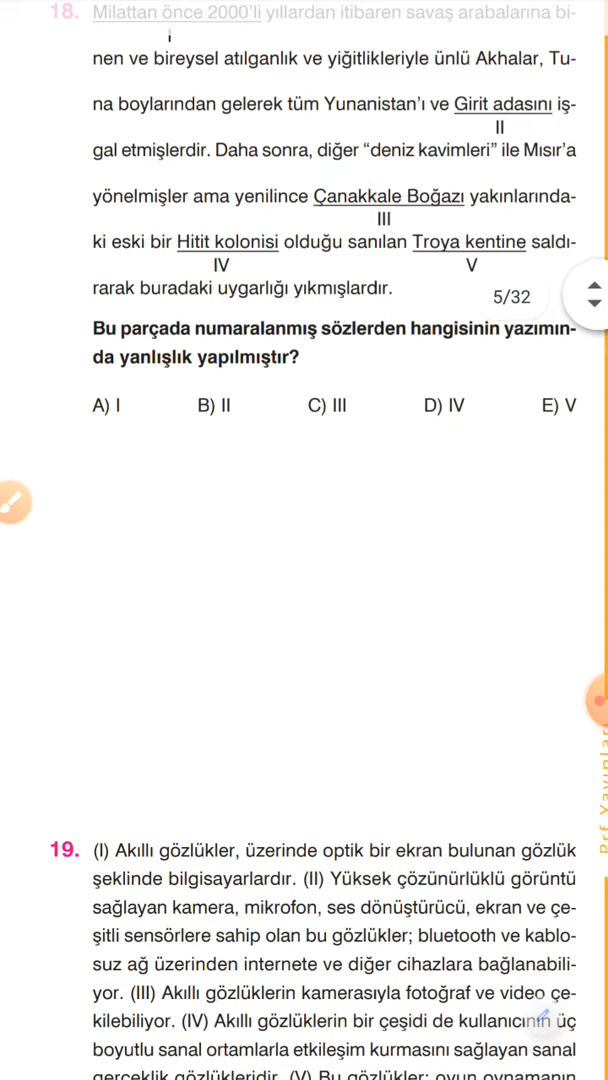 18. Milattan önce 2000'li yıllardan itibaren savaş arabalarına bi-
I
nen ve bireysel atılganlık ve yiğitlikleriyle ünlü Akhalar, Tu-
na boylarından gelerek tüm Yunanistan'ı ve Girit adasını iş-
II
gal etmişlerdir. Daha sonra, diğer “deniz kavimleri” ile Mısır'a
yönelmişler ama yenilince Çanakkale Boğazı yakınlarında-
III
ki eski bir Hitit kolonisi olduğu sanılan Troya kentine saldı-
IV V
rarak buradaki uygarlığı yıkmışlardır.
5/32
Bu parçada numaralanmış sözlerden hangisinin yazımın-
da yanlışlık yapılmıştır?
A) I B) II C) III D) IV E) V
19. (I) Akıllı gözlükler, üzerinde optik bir ekran bulunan gözlük
şeklinde bilgisayarlardır. (II) Yüksek çözünürlüklü görüntü
sağlayan kamera, mikrofon, ses dönüştürücü, ekran ve çe-
şitli sensörlere sahip olan bu gözlükler; bluetooth ve kablo-
suz ağ üzerinden internete ve diğer cihazlara bağlanabili-
yor. (III) Akıllı gözlüklerin kamerasıyla fotoğraf ve video çe-
kilebiliyor. (IV) Akıllı gözlüklerin bir çeşidi de kullanıcının üç
boyutlu sanal ortamlarla etkileşim kurmasını sağlayan sanal
gerçeklik gözlükleridir. (V) Bu gözlükler; oyun oynamanın